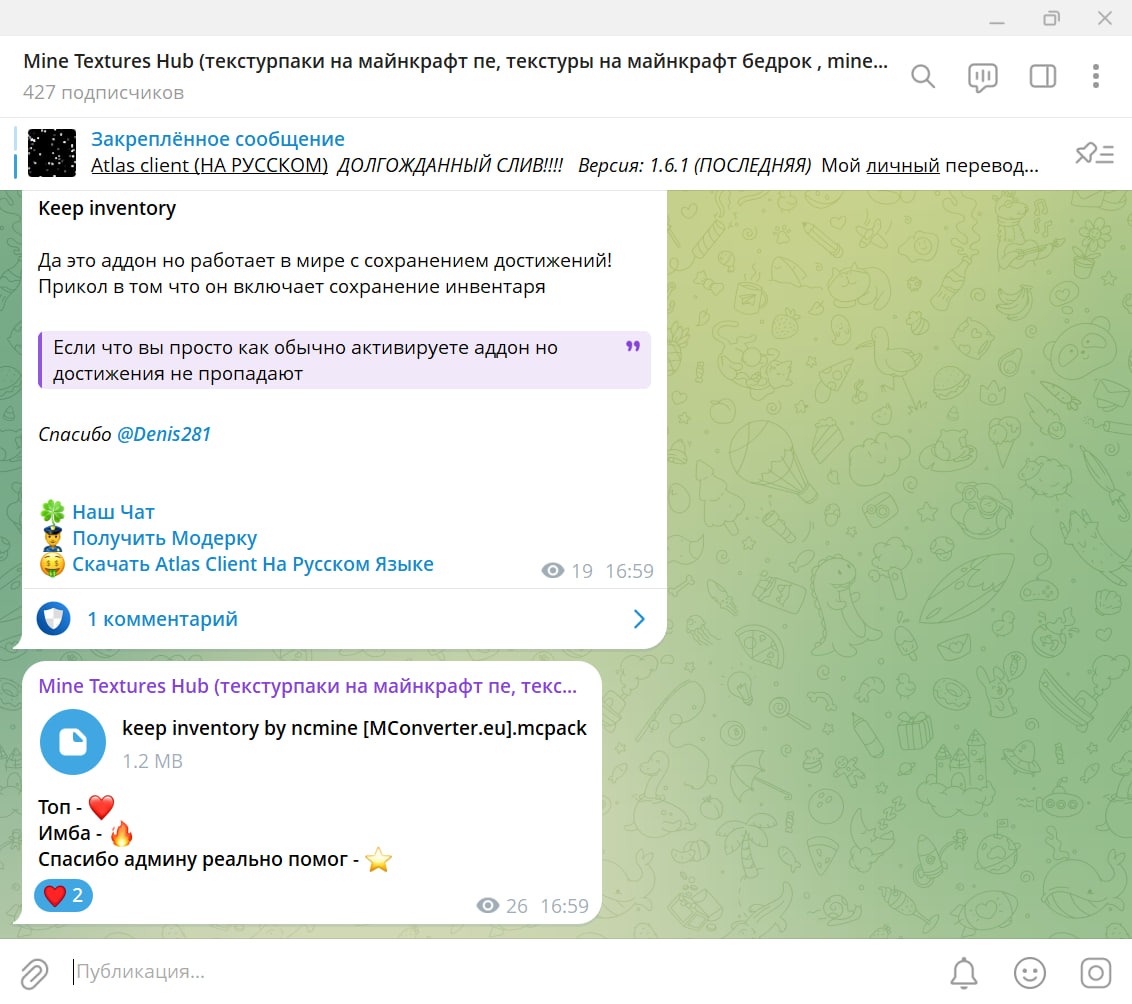 Mine Textures Hub (текстурпаки на майнкрафт пе, текстуры на майнкрафт бедрок , mine...
427 подписчиков
Закреплённое сообщение
Atlas client (НА РУССКОМ) ДОЛГОЖДАННЫЙ СЛИВ!!!! Версия: 1.6.1 (ПОСЛЕДНЯЯ) Мой личный перевод...
Keep inventory
Да это аддон но работает в мире с сохранением достижений!
Прикол в том что он включает сохранение инвентаря
Если что вы просто как обычно активируете аддон но
достижения не пропадают
Спасибо @Denis281
🍀 Наш Чат
👮 Получить Модерку
🤑 Скачать Atlas Client На Русском Языке
19 16:59
1 комментарий
Mine Textures Hub (текстурпаки на майнкрафт пе, текс...
keep inventory by ncmine [MConverter.eu].mcpack
1.2 MB
Топ - ❤️
Имба - 🔥
Спасибо админу реально помог - ⭐
❤️ 2
26 16:59
Публикация...